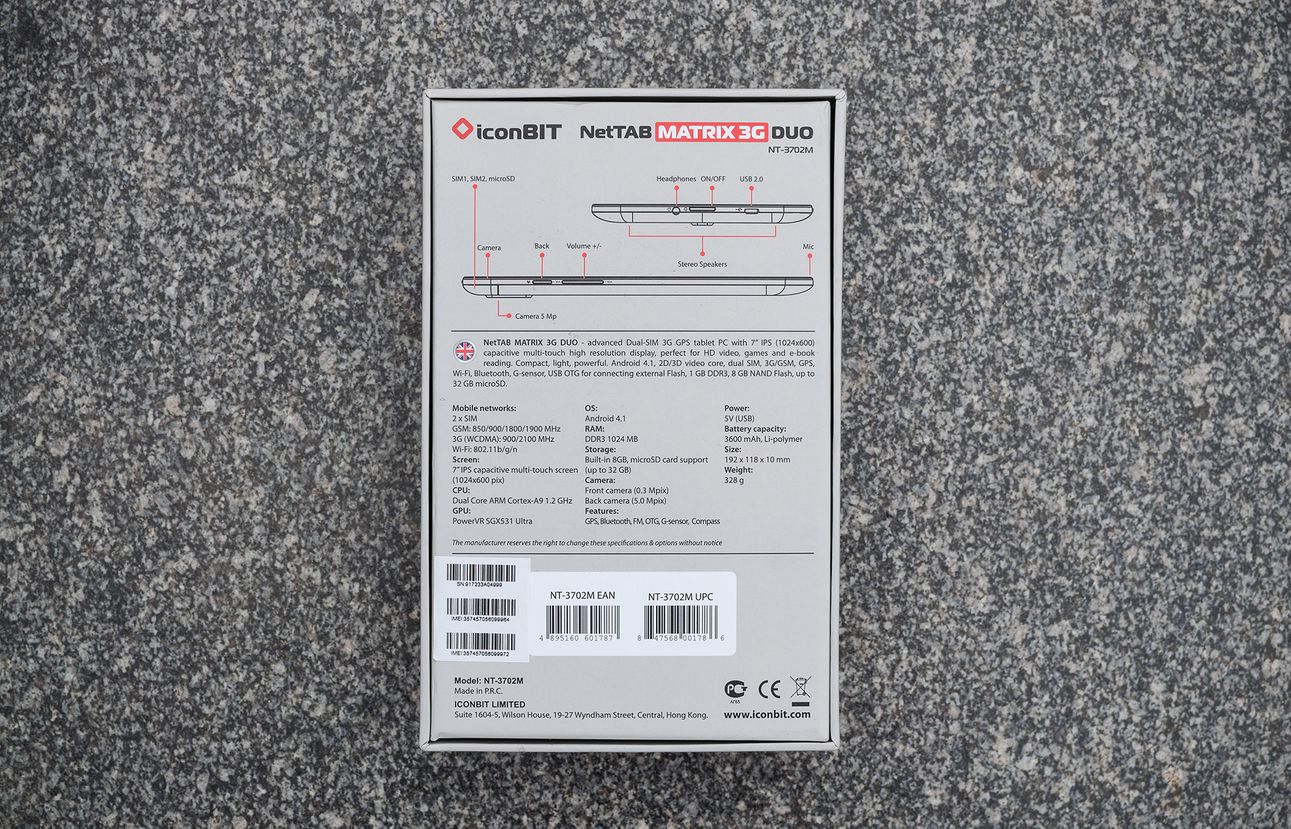 iconBIT NetTAB MATRIX 3G DUO
NT-3702M
SIM1, SIM2, microSD
Headphones ON/OFF USB 2.0
Camera Back Volume +/- Mic
Stereo Speakers
Camera 5 Mp
NetTAB MATRIX 3G DUO - advanced Dual-SIM 3G GPS tablet PC with 7" IPS (1024x600)
capacitive multi-touch high resolution display, perfect for HD video, games and e-book
reading. Compact, light, powerful. Android 4.1, 2D/3D video core, dual SIM, 3G/GSM, GPS,
Wi-Fi, Bluetooth, G-sensor, USB OTG for connecting external Flash, 1 GB DDR3, 8 GB NAND Flash, up to
32 GB microSD.
Mobile networks:
2 x SIM
GSM: 850/900/1800/1900 MHz
3G (WCDMA): 900/2100 MHz
Wi-Fi: 802.11b/g/n
Screen:
7" IPS capacitive multi-touch screen
(1024x600 pix)
CPU:
Dual Core ARM Cortex-A9 1.2 GHz
GPU:
PowerVR SGX531 Ultra
OS:
Android 4.1
RAM:
DDR3 1024 MB
Storage:
Built-in 8GB, microSD card support
(up to 32 GB)
Camera:
Front camera (0.3 Mpix)
Back camera (5.0 Mpix)
Features:
GPS, Bluetooth, FM, OTG, G-sensor, Compass
Power:
5V (USB)
Battery capacity:
3600 mAh, Li-polymer
Size:
192 x 118 x 10 mm
Weight:
328 g
The manufacturer reserves the right to change these specifications & options without notice
SN:917333A04999
IMEI:357457056099964
IMEI:357457056099972
NT-3702M EAN
4 895160 601787
NT-3702M UPC
8 47568 00178 6
Model: NT-3702M
Made in P.R.C.
ICONBIT LIMITED
Suite 1604-5, Wilson House, 19-27 Wyndham Street, Central, Hong Kong.
АГ65
CE
www.iconbit.com